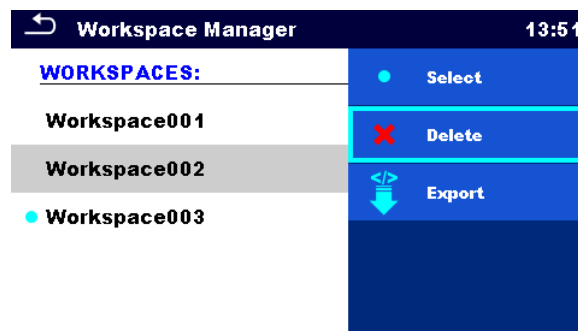 Workspace Manager 13:51
WORKSPACES:
Workspace001
Workspace002
Workspace003
Select
Delete
Export